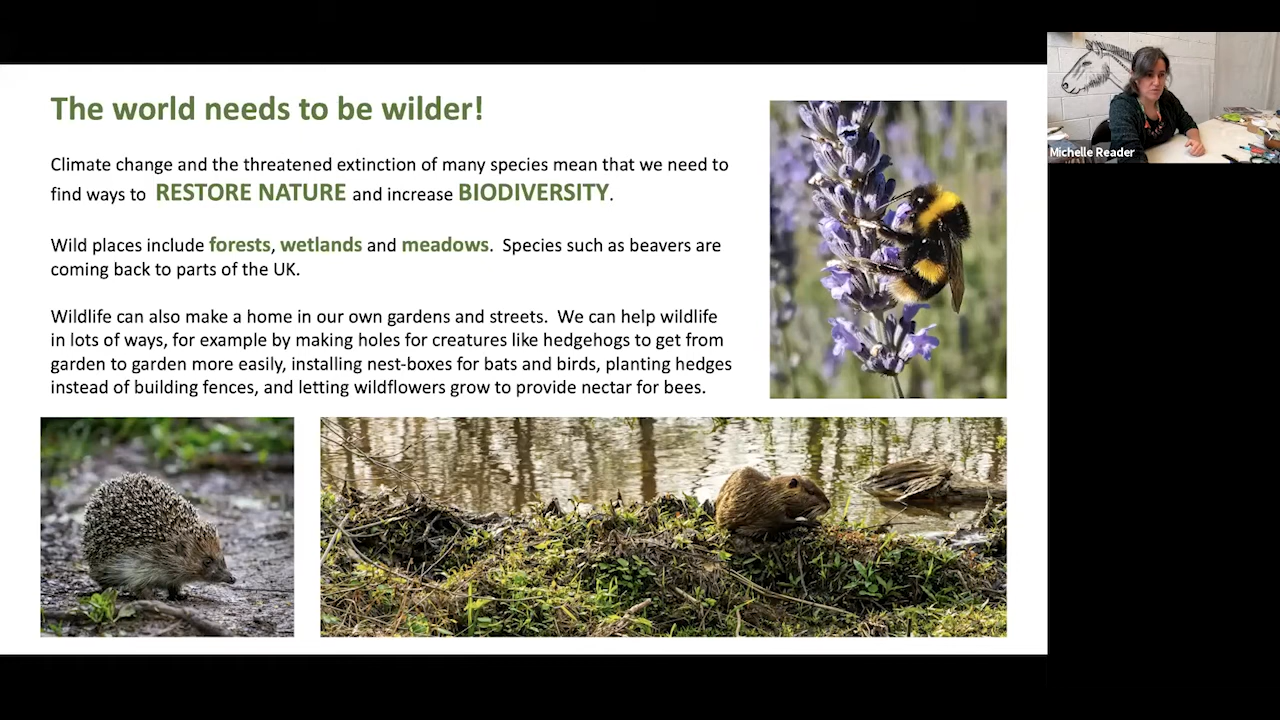 The world needs to be wilder!
Climate change and the threatened extinction of many species mean that we need to
find ways to RESTORE NATURE and increase BIODIVERSITY.
Wild places include forests, wetlands and meadows. Species such as beavers are
coming back to parts of the UK.
Wildlife can also make a home in our own gardens and streets. We can help wildlife
in lots of ways, for example by making holes for creatures like hedgehogs to get from
garden to garden more easily, installing nest-boxes for bats and birds, planting hedges
instead of building fences, and letting wildflowers grow to provide nectar for bees.
Michelle Reader